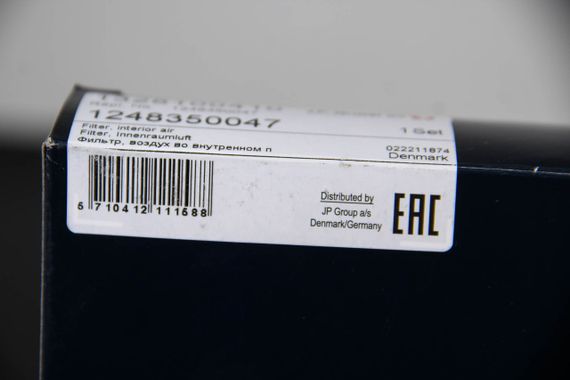 1248350047
1 Set
Filter, interior air
Filter, Innenraumluft
Фильтр, воздух во внутренном п
022211874
Denmark
5 710412 111588
Distributed by
JP Group a/s
Denmark/Germany
EAC